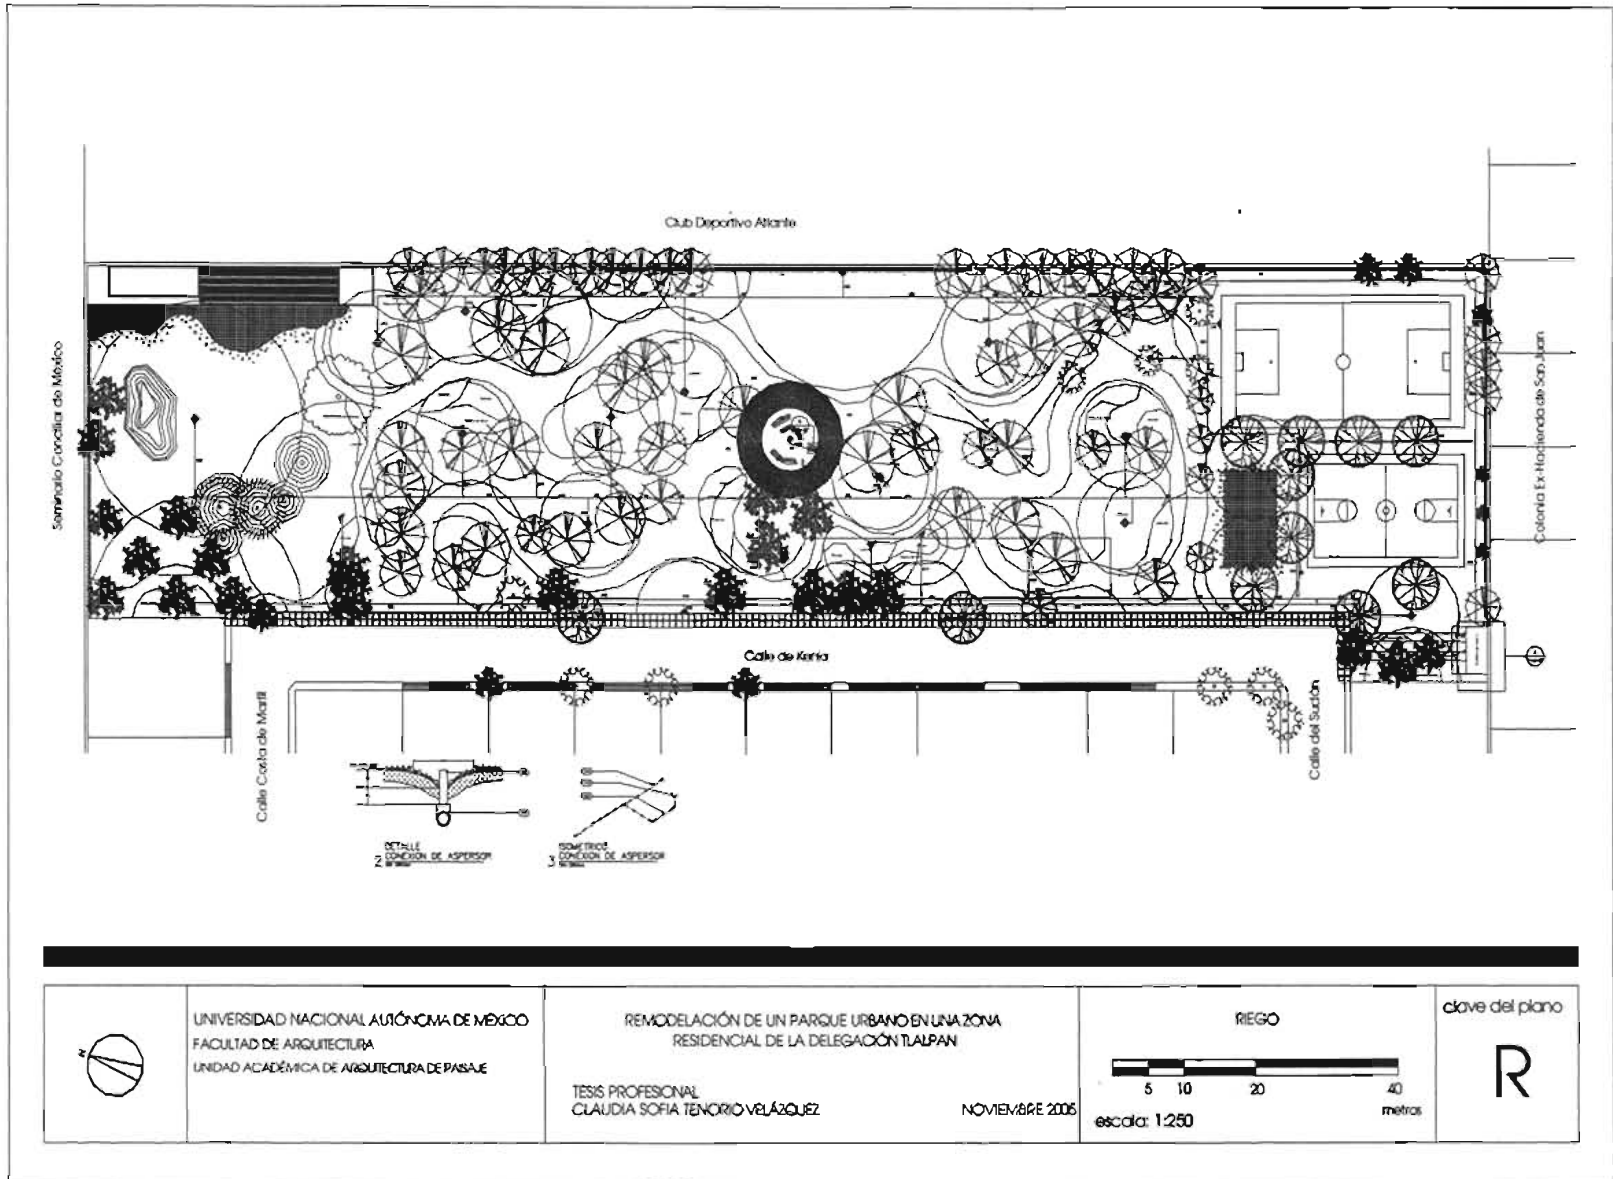 Club Deportivo Atlante
Seminario Conciliar de México
Colonia Ex-Hacienda de San Juan
Calle de Kenia
Calle Costa de Marfil
Calle del Sudán
DETALLE
2 CONEXION DE ASPERSOR
ISOMETRICO
3 CONEXION DE ASPERSOR
N
UNIVERSIDAD NACIONAL AUTÓNOMA DE MÉXICO
FACULTAD DE ARQUITECTURA
UNIDAD ACADÉMICA DE ARQUITECTURA DE PAISAJE
REMODELACIÓN DE UN PARQUE URBANO EN UNA ZONA
RESIDENCIAL DE LA DELEGACIÓN TLALPAN
TESIS PROFESIONAL
CLAUDIA SOFIA TENORIO VELÁZQUEZ
NOVIEMBRE 2005
RIEGO
5 10 20 40
metros
escala: 1:250
clave del plano
R